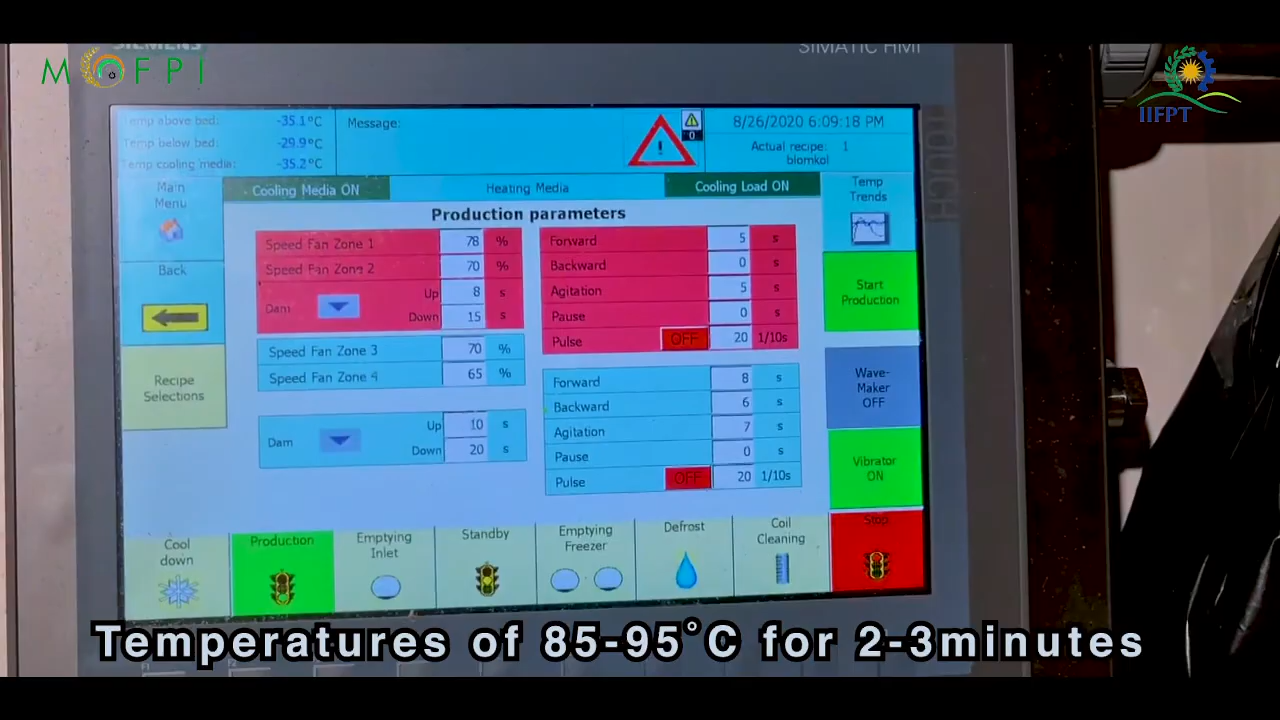 SIEMENS
SIMATIC HMI
MOFPI
IIFPT
TOUCH
Temp above bed: -35.1°C
Temp below bed: -29.9°C
Temp cooling media: -35.2°C
Message:
0
8/26/2020 6:09:18 PM
Actual recipe: 1
biomkol
Main
Menu
Cooling Media ON
Heating Media
Cooling Load ON
Temp
Trends
Production parameters
Back
Recipe
Selections
Speed Fan Zone 1 78 %
Speed Fan Zone 2 70 %
Dam Up 8 s
Down 15 s
Speed Fan Zone 3 70 %
Speed Fan Zone 4 65 %
Dam Up 10 s
Down 20 s
Forward 5 s
Backward 0 s
Agitation 5 s
Pause 0 s
Pulse OFF 20 1/10s
Forward 8 s
Backward 6 s
Agitation 7 s
Pause 0 s
Pulse OFF 20 1/10s
Start
Production
Wave-
Maker
OFF
Vibrator
ON
Cool
down
Production
Emptying
Inlet
Standby
Emptying
Freezer
Defrost
Coil
Cleaning
Stop
Temperatures of 85-95°C for 2-3minutes